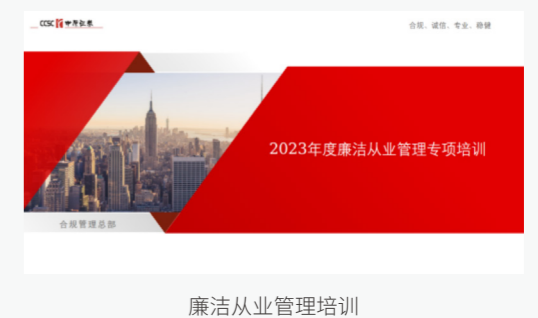 CCSC 中原证券
合规、诚信、专业、稳健
2023年度廉洁从业管理专项培训
合规管理总部
廉洁从业管理培训